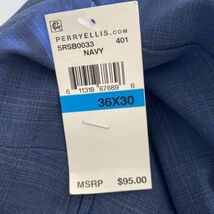 PERRYELLIS.COM
5RSB0033 401
NAVY
6 11318 67689 6
36X30
MSRP $95.00